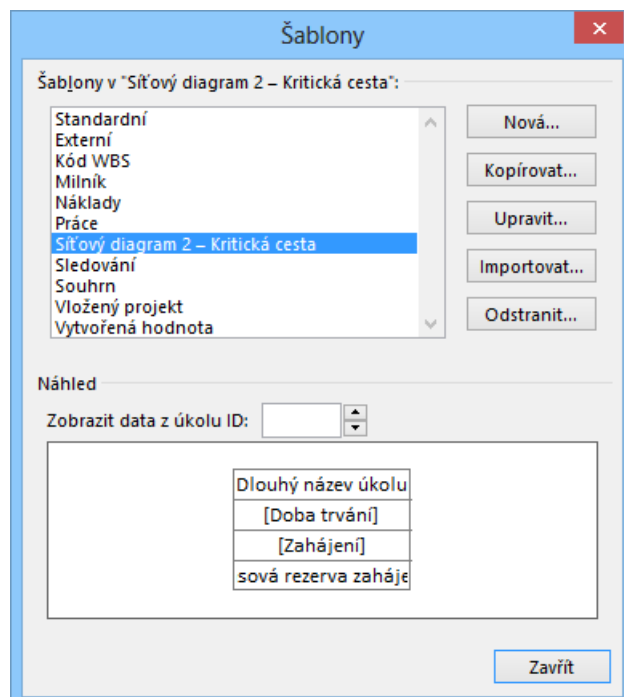 Šablony
Šablony v "Síťový diagram 2 – Kritická cesta":
Standardní
Externí
Kód WBS
Milník
Náklady
Práce
Síťový diagram 2 – Kritická cesta
Sledování
Souhrn
Vložený projekt
Vytvořená hodnota
Nová...
Kopírovat...
Upravit...
Importovat...
Odstranit...
Náhled
Zobrazit data z úkolu ID:
Dlouhý název úkolu
[Doba trvání]
[Zahájení]
sová rezerva zaháje
Zavřít